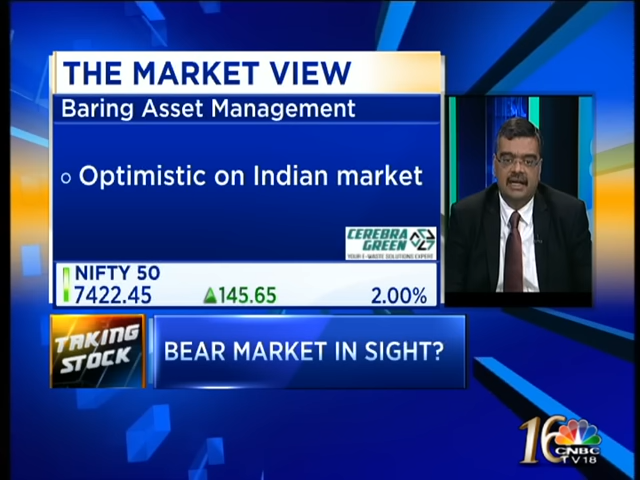 THE MARKET VIEW
Baring Asset Management
Optimistic on Indian market
CEREBRA
GREEN
YOUR E-WASTE SOLUTIONS EXPERT
NIFTY 50
7422.45 145.65 2.00%
TAKING
STOCK
BEAR MARKET IN SIGHT?
16
CNBC
TV18